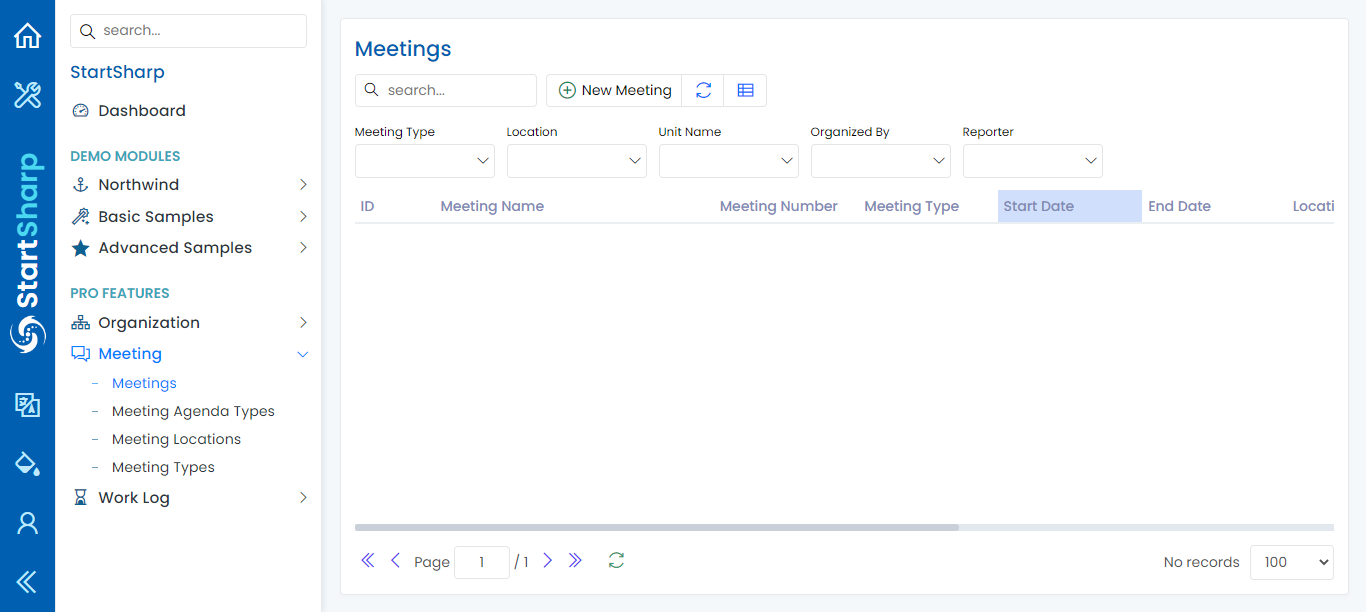 StartSharp
search...
StartSharp
Dashboard
DEMO MODULES
Northwind
Basic Samples
Advanced Samples
PRO FEATURES
Organization
Meeting
- Meetings
- Meeting Agenda Types
- Meeting Locations
- Meeting Types
Work Log
Meetings
search...
New Meeting
Meeting Type Location Unit Name Organized By Reporter
ID Meeting Name Meeting Number Meeting Type Start Date End Date Locati
Page 1 / 1 No records 100